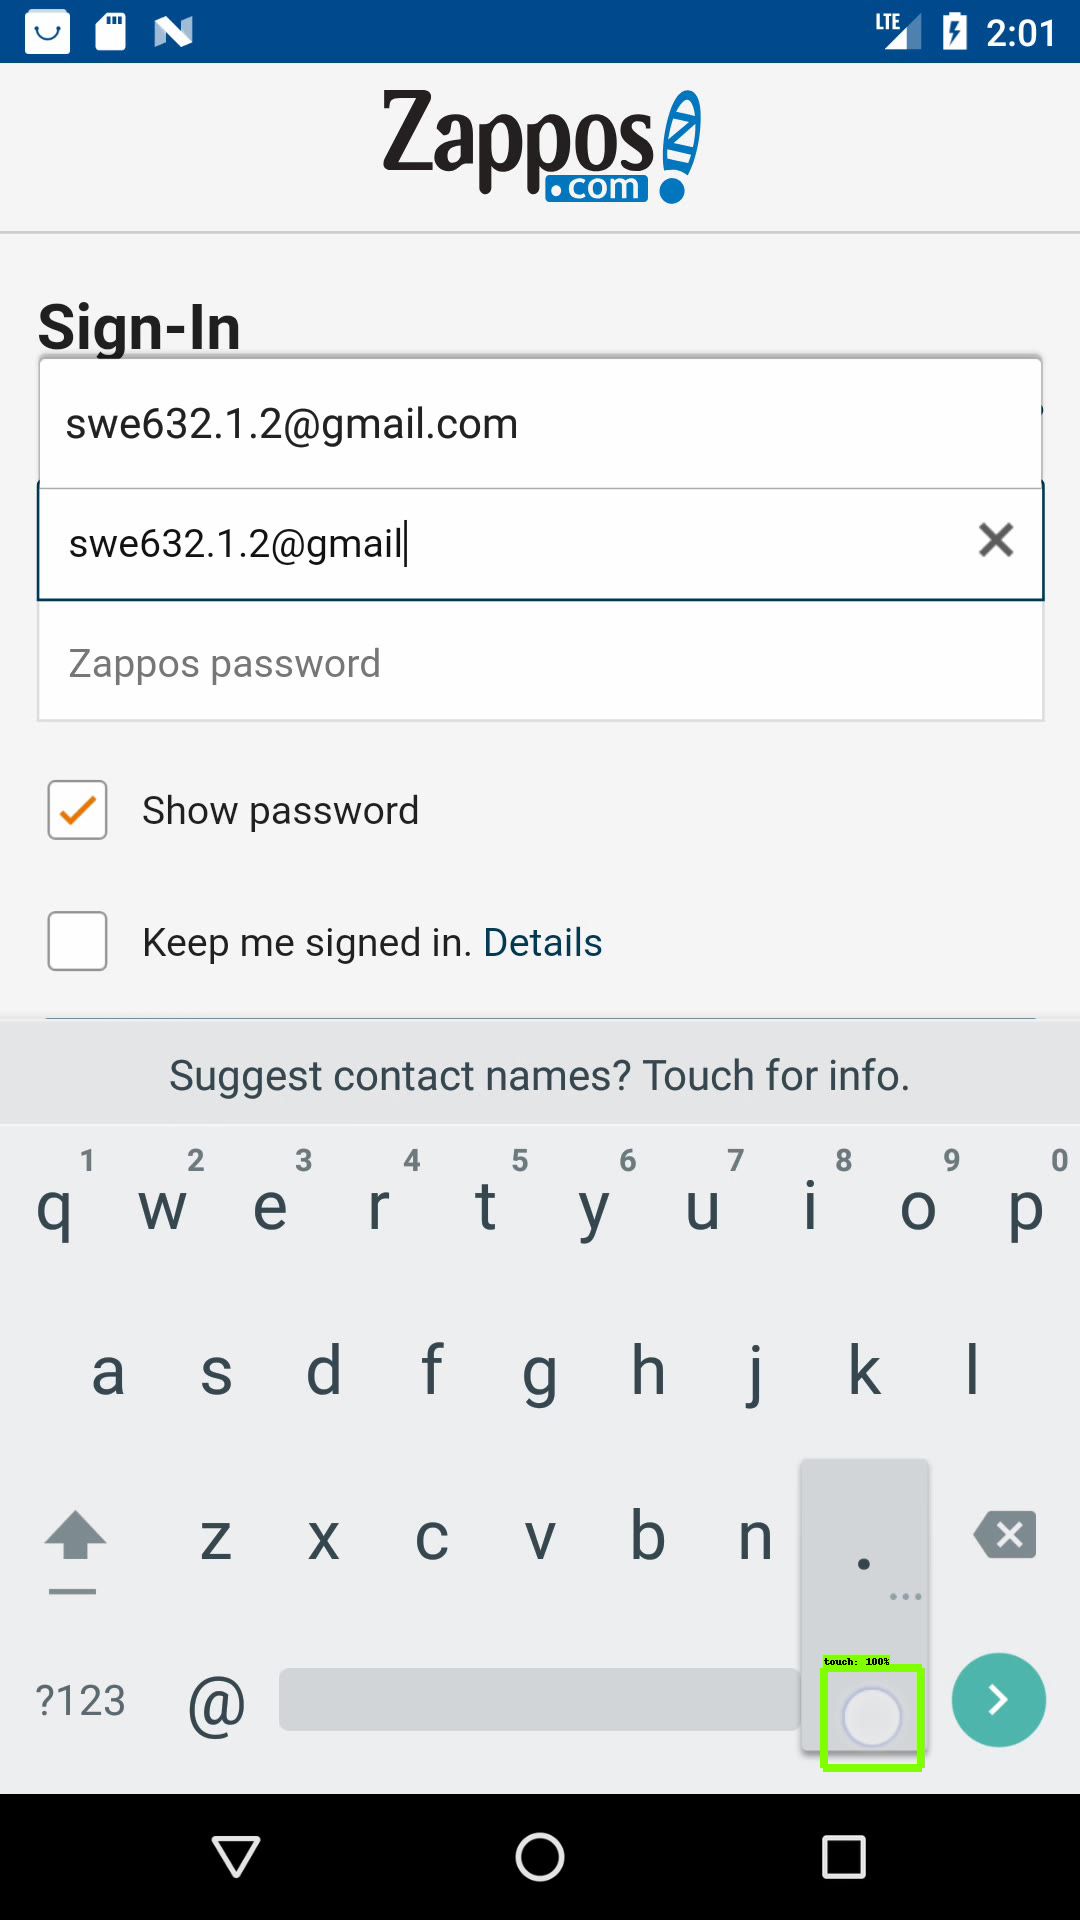 LTE 2:01
Zappos
.com
Sign-In
swe632.1.2@gmail.com
swe632.1.2@gmail
Zappos password
Show password
Keep me signed in. Details
Suggest contact names? Touch for info.
1 2 3 4 5 6 7 8 9 0
q w e r t y u i o p
a s d f g h j k l
z x c v b n .
...
touch: 100%
?123 @